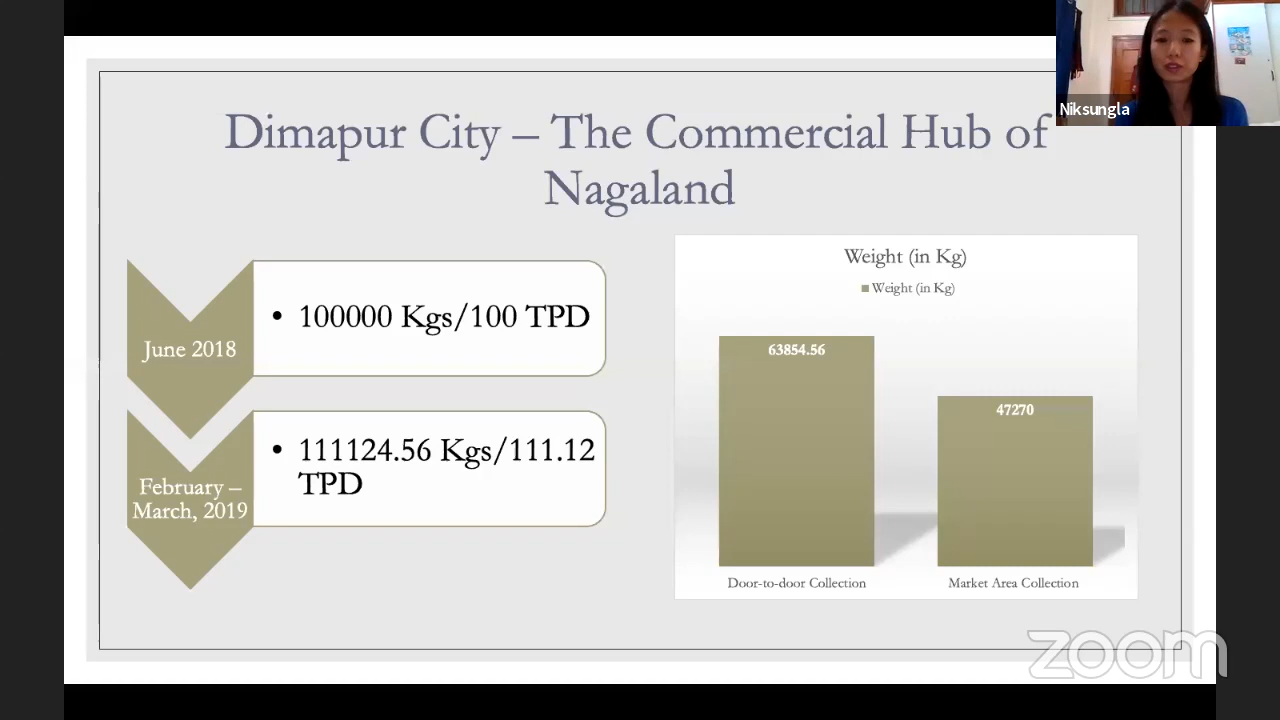 Niksungla
Dimapur City – The Commercial Hub of
Nagaland
June 2018
• 100000 Kgs/100 TPD
February –
March, 2019
• 111124.56 Kgs/111.12
TPD
Weight (in Kg)
Weight (in Kg)
63854.56
47270
Door-to-door Collection
Market Area Collection
zoom